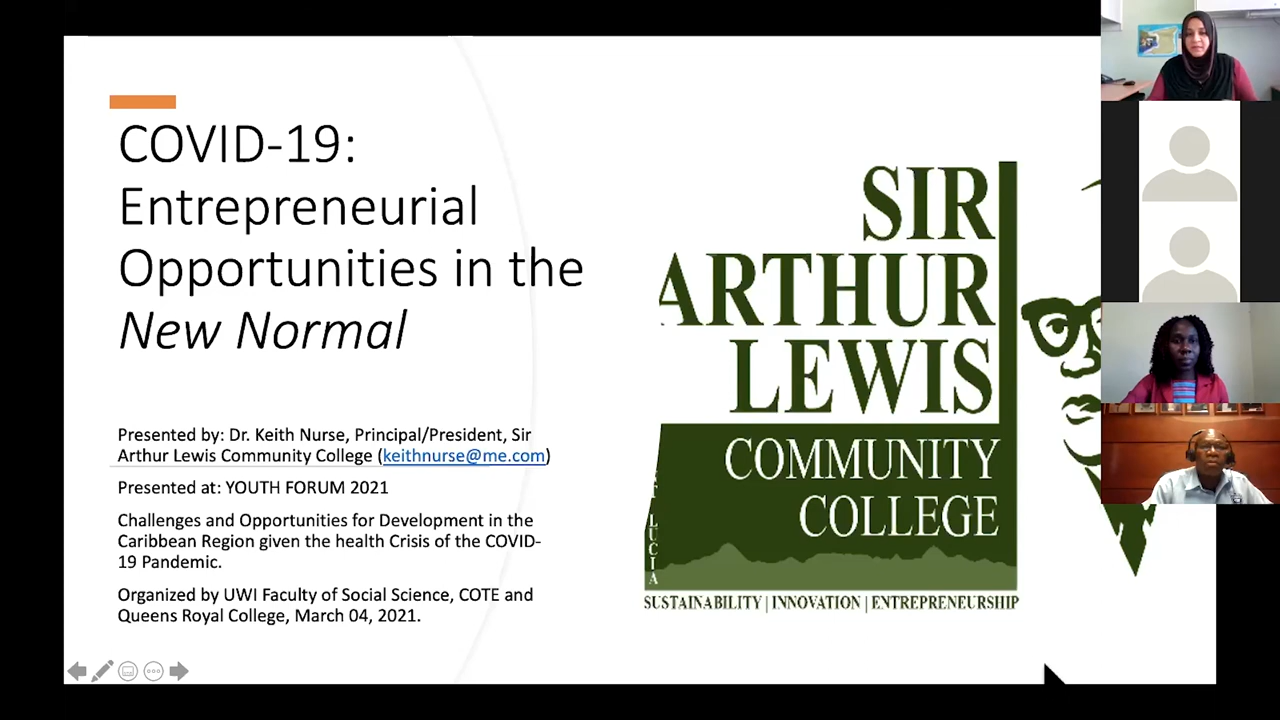 COVID-19:
Entrepreneurial
Opportunities in the
New Normal
Presented by: Dr. Keith Nurse, Principal/President, Sir
Arthur Lewis Community College (keithnurse@me.com)
Presented at: YOUTH FORUM 2021
Challenges and Opportunities for Development in the
Caribbean Region given the health Crisis of the COVID-
19 Pandemic.
Organized by UWI Faculty of Social Science, COTE and
Queens Royal College, March 04, 2021.
SIR
ARTHUR
LEWIS
COMMUNITY
COLLEGE
LUCIA
SUSTAINABILITY | INNOVATION | ENTREPRENEURSHIP